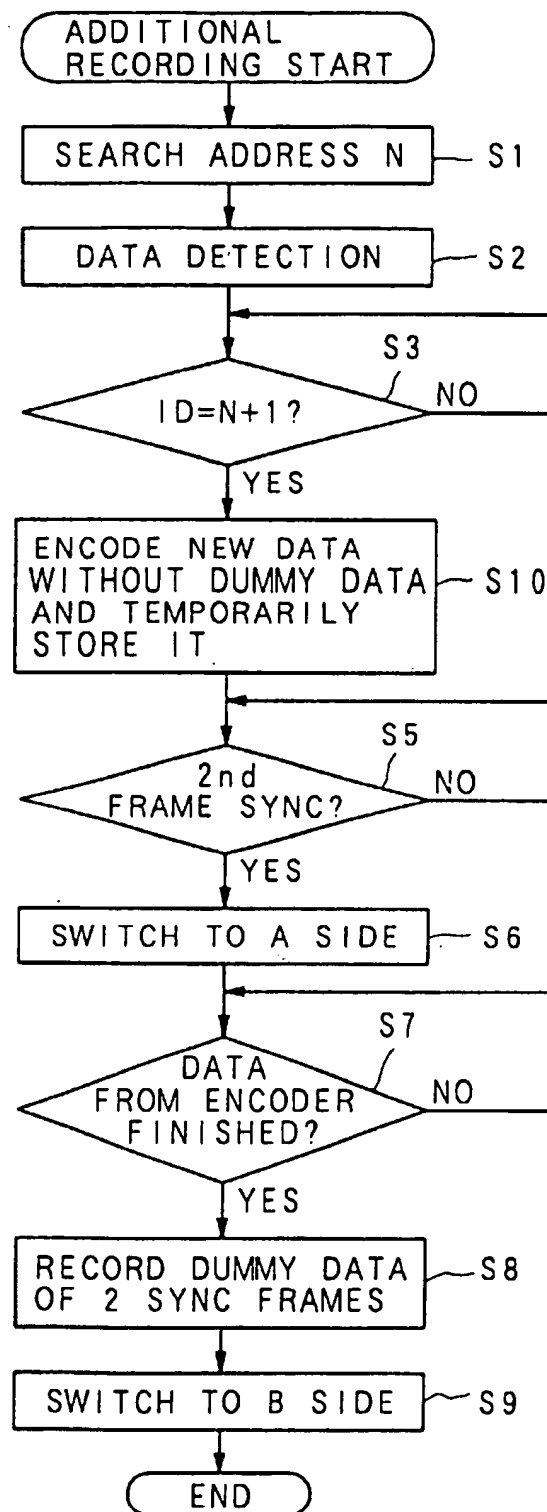 ADDITIONAL
RECORDING START
SEARCH ADDRESS N
S1
DATA DETECTION
S2
S3
ID=N+1?
NO
YES
ENCODE NEW DATA
WITHOUT DUMMY DATA
AND TEMPORARILY
STORE IT
S10
S5
2nd
FRAME SYNC?
NO
YES
SWITCH TO A SIDE
S6
S7
DATA
FROM ENCODER
FINISHED?
NO
YES
RECORD DUMMY DATA
OF 2 SYNC FRAMES
S8
SWITCH TO B SIDE
S9
END